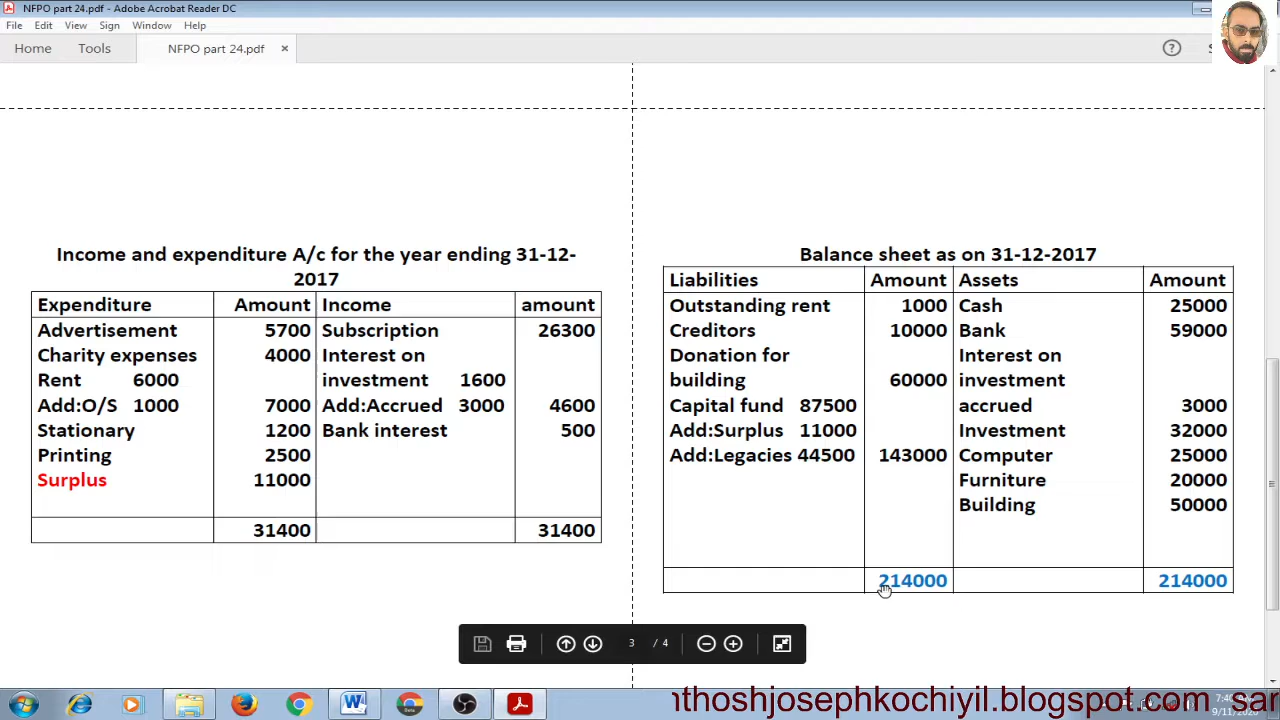 NFPO part 24.pdf - Adobe Acrobat Reader DC
File Edit View Sign Window Help
Home Tools NFPO part 24.pdf ×
Income and expenditure A/c for the year ending 31-12-
2017
Expenditure Amount Income amount
Advertisement 5700 Subscription 26300
Charity expenses 4000 Interest on
Rent 6000 investment 1600
Add:O/S 1000 7000 Add:Accrued 3000 4600
Stationary 1200 Bank interest 500
Printing 2500
Surplus 11000
31400 31400
Balance sheet as on 31-12-2017
Liabilities Amount Assets Amount
Outstanding rent 1000 Cash 25000
Creditors 10000 Bank 59000
Donation for Interest on
building 60000 investment
Capital fund 87500 accrued 3000
Add:Surplus 11000 Investment 32000
Add:Legacies 44500 143000 Computer 25000
Furniture 20000
Building 50000
214000 214000
3 / 4
nthoshjosephkochiyil.blogspot.com sar
9/11/2020